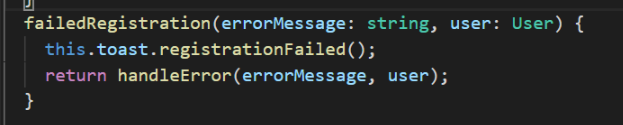 }
failedRegistration(errorMessage: string, user: User) {
this.toast.registrationFailed();
return handleError(errorMessage, user);
}